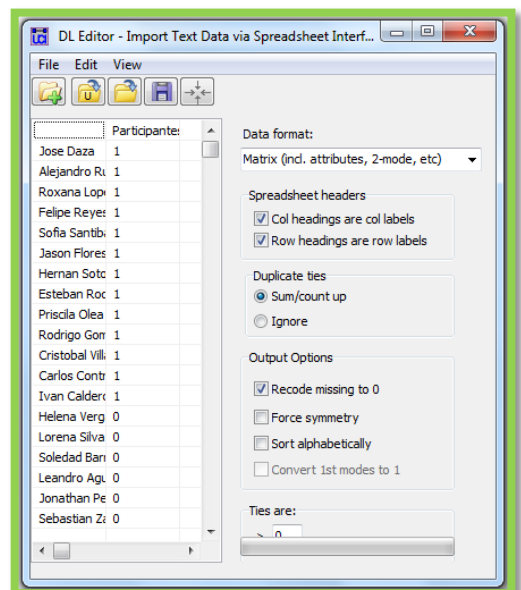 DL Editor - Import Text Data via Spreadsheet Interf...
File Edit View
Data format:
Matrix (incl. attributes, 2-mode, etc)
Spreadsheet headers
Col headings are col labels
Row headings are row labels
Duplicate ties
Sum/count up
Ignore
Output Options
Recode missing to 0
Force symmetry
Sort alphabetically
Convert 1st modes to 1
Ties are:
> 0
Participantes
Jose Daza 1
Alejandro Ru 1
Roxana Lope 1
Felipe Reyes 1
Sofia Santiba 1
Jason Flores 1
Hernan Soto 1
Esteban Roc 1
Priscila Olea 1
Rodrigo Gom 1
Cristobal Villa 1
Carlos Contr 1
Ivan Caldero 1
Helena Verg 0
Lorena Silva 0
Soledad Barr 0
Leandro Agu 0
Jonathan Pe 0
Sebastian Za 0